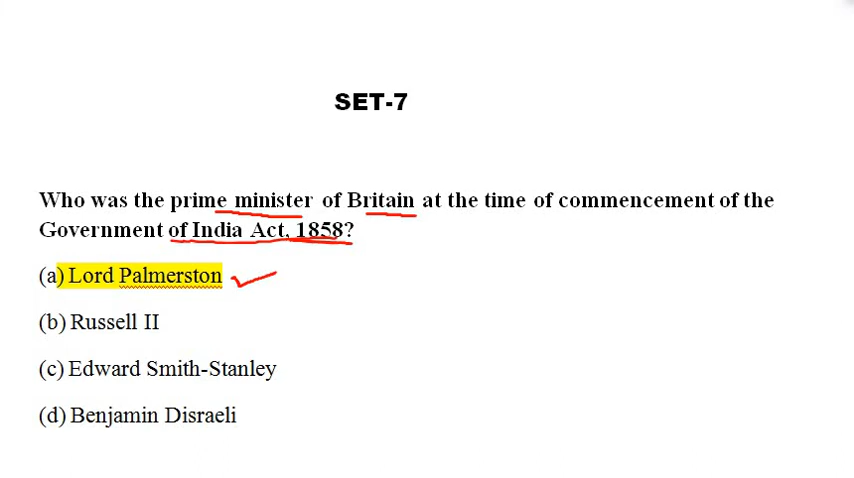 SET-7
Who was the prime minister of Britain at the time of commencement of the
Government of India Act, 1858?
(a) Lord Palmerston
(b) Russell II
(c) Edward Smith-Stanley
(d) Benjamin Disraeli